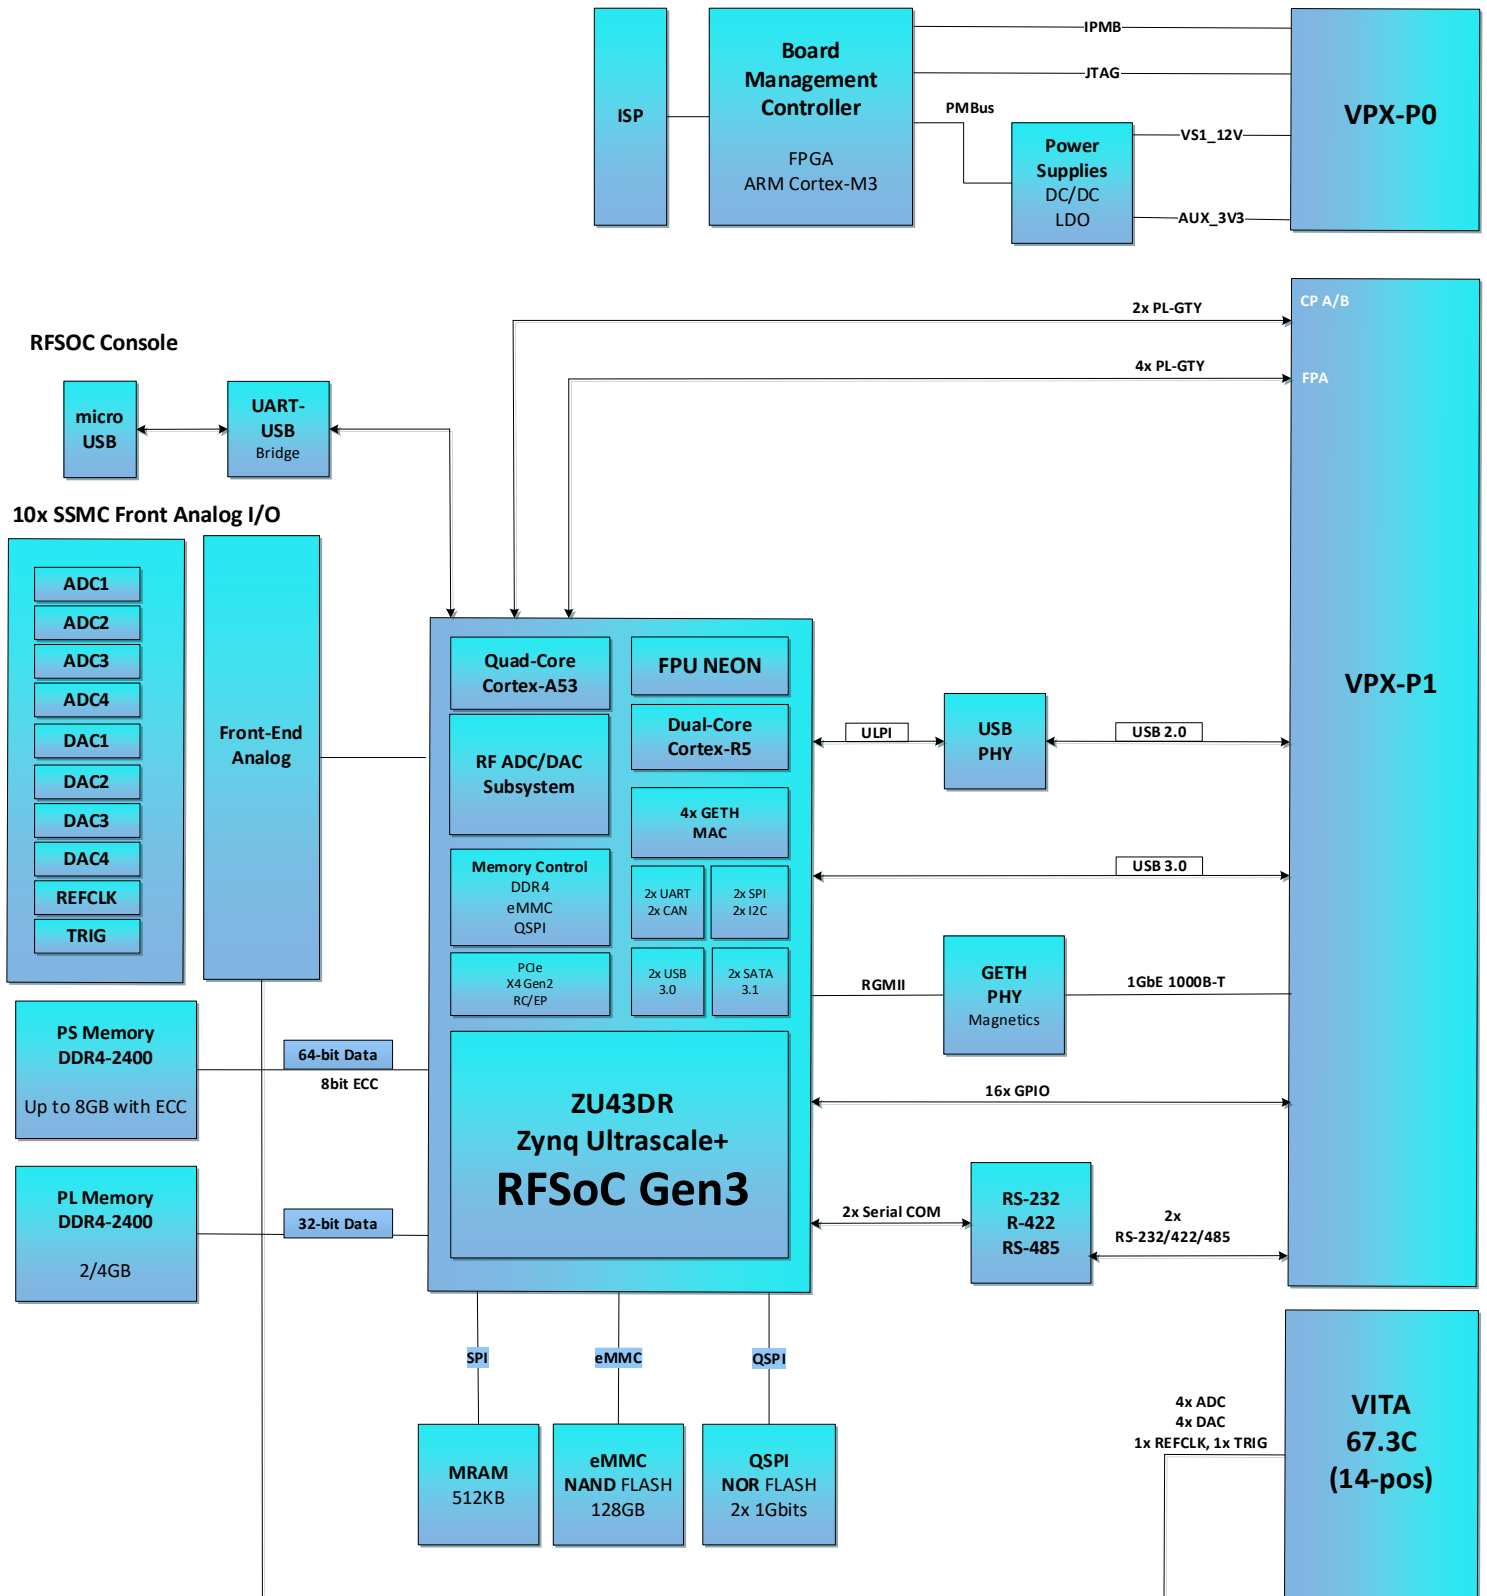 ISP
Board
Management
Controller
FPGA
ARM Cortex-M3
IPMB
JTAG
PMBus
Power
Supplies
DC/DC
LDO
VS1_12V
AUX_3V3
VPX-P0
2x PL-GTY
4x PL-GTY
CP A/B
FPA
VPX-P1
RFSOC Console
micro
USB
UART-
USB
Bridge
10x SSMC Front Analog I/O
ADC1
ADC2
ADC3
ADC4
DAC1
DAC2
DAC3
DAC4
REFCLK
TRIG
Front-End
Analog
Quad-Core
Cortex-A53
FPU NEON
RF ADC/DAC
Subsystem
Dual-Core
Cortex-R5
4x GETH
MAC
Memory Control
DDR4
eMMC
QSPI
2x UART
2x CAN
2x SPI
2x I2C
PCIe
X4 Gen2
RC/EP
2x USB
3.0
2x SATA
3.1
ZU43DR
Zynq Ultrascale+
RFSoC Gen3
ULPI
USB
PHY
USB 2.0
USB 3.0
RGMII
GETH
PHY
Magnetics
1GbE 1000B-T
16x GPIO
2x Serial COM
RS-232
R-422
RS-485
2x
RS-232/422/485
PS Memory
DDR4-2400
Up to 8GB with ECC
64-bit Data
8bit ECC
PL Memory
DDR4-2400
2/4GB
32-bit Data
SPI
eMMC
QSPI
MRAM
512KB
eMMC
NAND FLASH
128GB
QSPI
NOR FLASH
2x 1Gbits
4x ADC
4x DAC
1x REFCLK, 1x TRIG
VITA
67.3C
(14-pos)